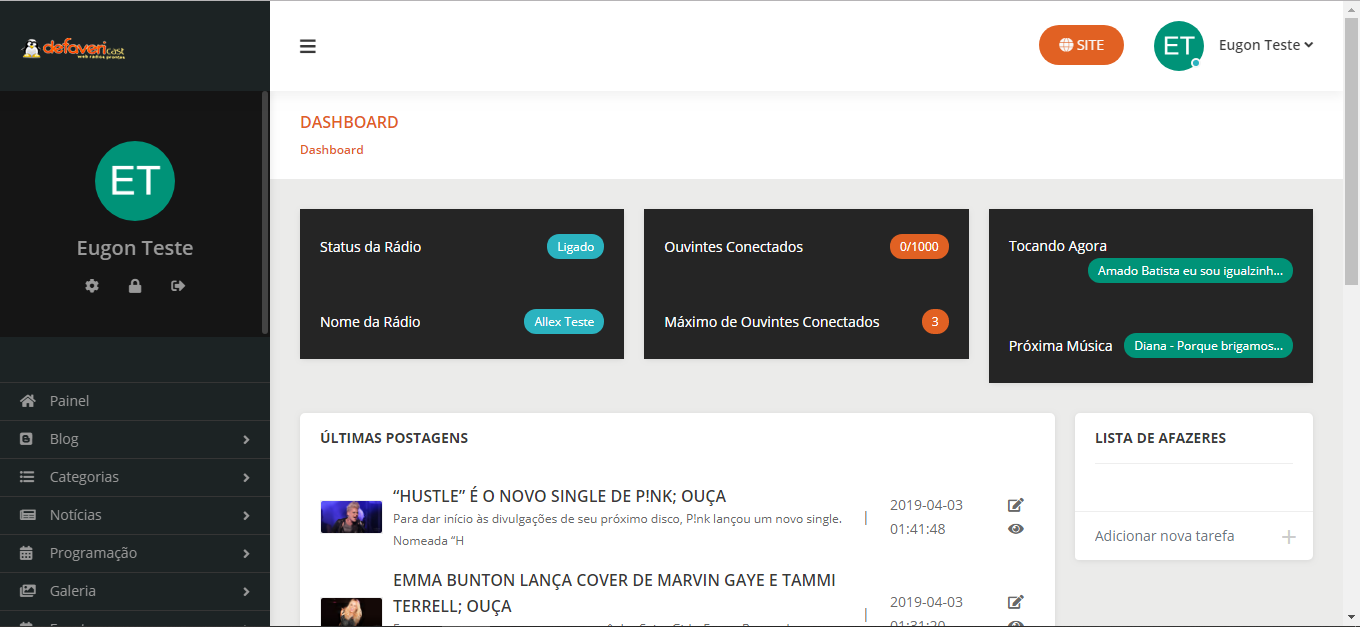 defavericast
web rádios prontas
SITE
ET
Eugon Teste
DASHBOARD
Dashboard
ET
Eugon Teste
Painel
Blog
Categorias
Notícias
Programação
Galeria
Status da Rádio
Ligado
Nome da Rádio
Allex Teste
Ouvintes Conectados
0/1000
Máximo de Ouvintes Conectados
3
Tocando Agora
Amado Batista eu sou igualzinh...
Próxima Música
Diana - Porque brigamos...
ÚLTIMAS POSTAGENS
“HUSTLE” É O NOVO SINGLE DE P!NK; OUÇA
Para dar início às divulgações de seu próximo disco, P!nk lançou um novo single.
Nomeada “H
2019-04-03
01:41:48
EMMA BUNTON LANÇA COVER DE MARVIN GAYE E TAMMI
TERRELL; OUÇA
2019-04-03
01:31:20
LISTA DE AFAZERES
Adicionar nova tarefa